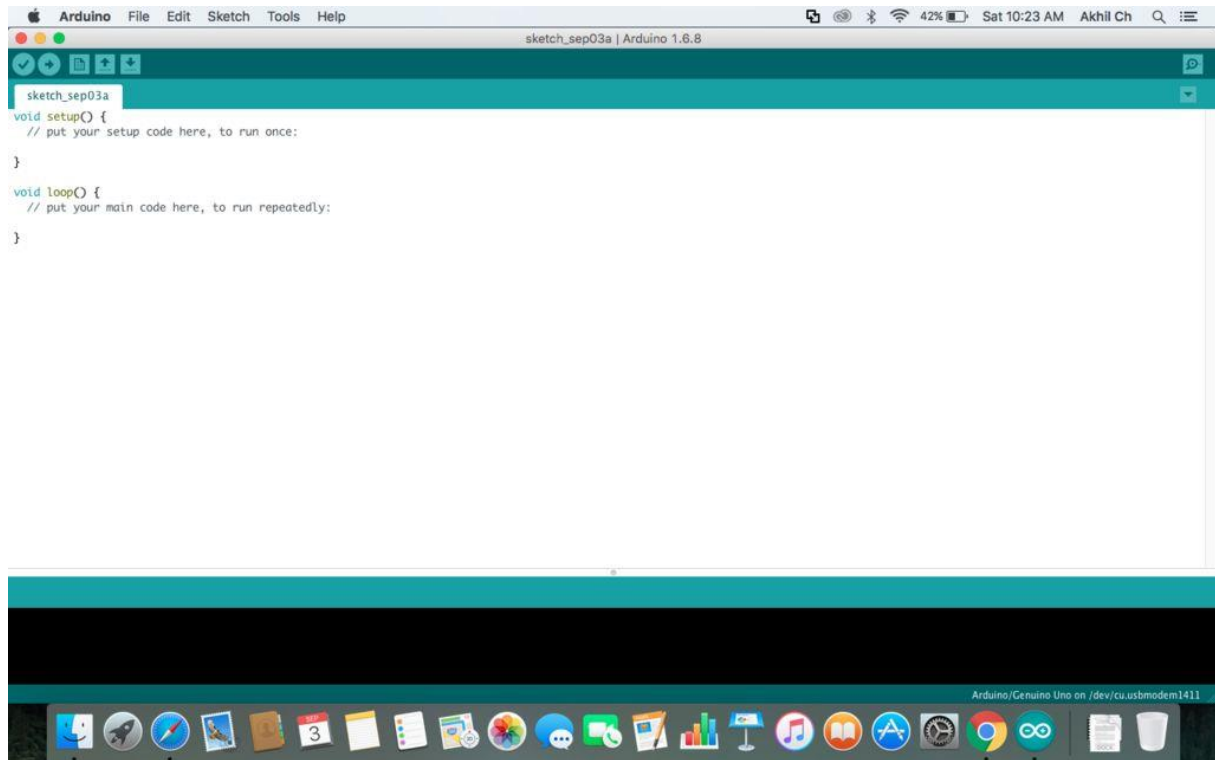 Arduino File Edit Sketch Tools Help 42% Sat 10:23 AM Akhil Ch
sketch_sep03a | Arduino 1.6.8
sketch_sep03a
void setup() {
  // put your setup code here, to run once:
}
void loop() {
  // put your main code here, to run repeatedly:
}
Arduino/Genuino Uno on /dev/cu.usbmodem1411
SEP
3